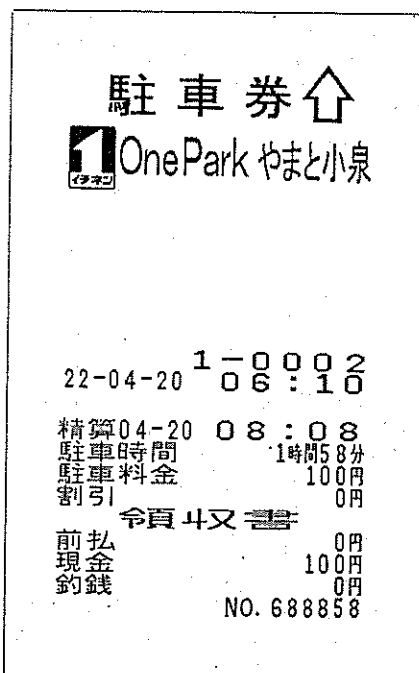 駐車券⇧
1 イチネン OnePark やまと小泉
1-0002
22-04-20 06:10
精算04-20 08:08
駐車時間 1時間58分
駐車料金 100円
割引 0円
領収書
前払 0円
現金 100円
釣銭 0円
NO. 688858